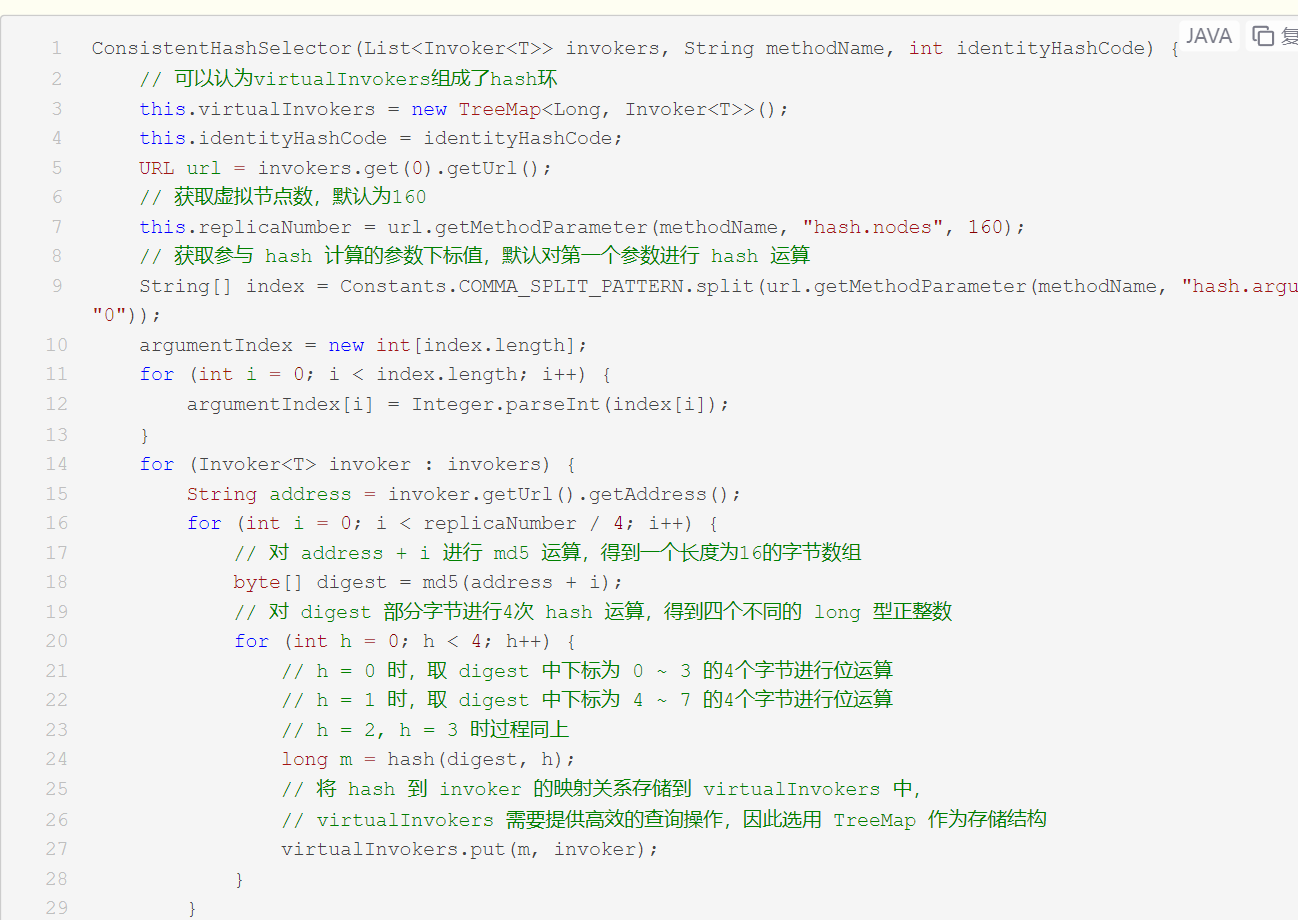 JAVA 复
1 ConsistentHashSelector(List<Invoker<T>> invokers, String methodName, int identityHashCode) {
2 // 可以认为virtualInvokers组成了hash环
3 this.virtualInvokers = new TreeMap<Long, Invoker<T>>();
4 this.identityHashCode = identityHashCode;
5 URL url = invokers.get(0).getUrl();
6 // 获取虚拟节点数，默认为160
7 this.replicaNumber = url.getMethodParameter(methodName, "hash.nodes", 160);
8 // 获取参与 hash 计算的参数下标值，默认对第一个参数进行 hash 运算
9 String[] index = Constants.COMMA_SPLIT_PATTERN.split(url.getMethodParameter(methodName, "hash.argu
"0"));
10 argumentIndex = new int[index.length];
11 for (int i = 0; i < index.length; i++) {
12 argumentIndex[i] = Integer.parseInt(index[i]);
13 }
14 for (Invoker<T> invoker : invokers) {
15 String address = invoker.getUrl().getAddress();
16 for (int i = 0; i < replicaNumber / 4; i++) {
17 // 对 address + i 进行 md5 运算，得到一个长度为16的字节数组
18 byte[] digest = md5(address + i);
19 // 对 digest 部分字节进行4次 hash 运算，得到四个不同的 long 型正整数
20 for (int h = 0; h < 4; h++) {
21 // h = 0 时，取 digest 中下标为 0 ~ 3 的4个字节进行位运算
22 // h = 1 时，取 digest 中下标为 4 ~ 7 的4个字节进行位运算
23 // h = 2, h = 3 时过程同上
24 long m = hash(digest, h);
25 // 将 hash 到 invoker 的映射关系存储到 virtualInvokers 中，
26 // virtualInvokers 需要提供高效的查询操作，因此选用 TreeMap 作为存储结构
27 virtualInvokers.put(m, invoker);
28 }
29 }